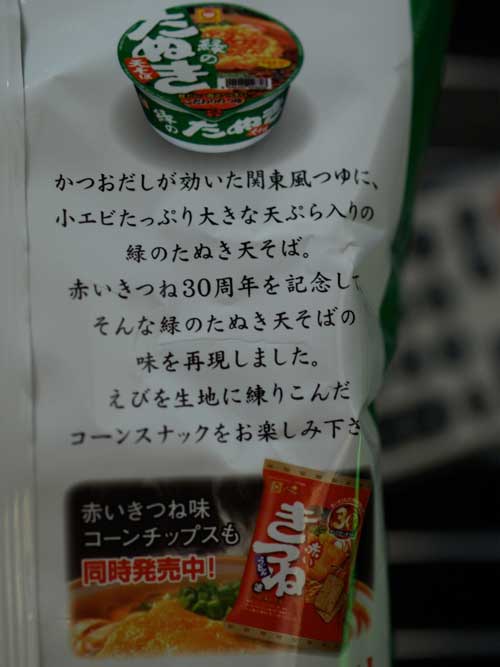 緑の
たぬき
天そば
緑の たぬき
かつおだしが効いた関東風つゆに、
小エビたっぷり大きな天ぷら入りの
緑のたぬき天そば。
赤いきつね30周年を記念して
そんな緑のたぬき天そばの
味を再現しました。
えびを生地に練りこんだ
コーンスナックをお楽しみ下さ
赤いきつね味
コーンチップスも
同時発売中!
赤い
きつね
味
30